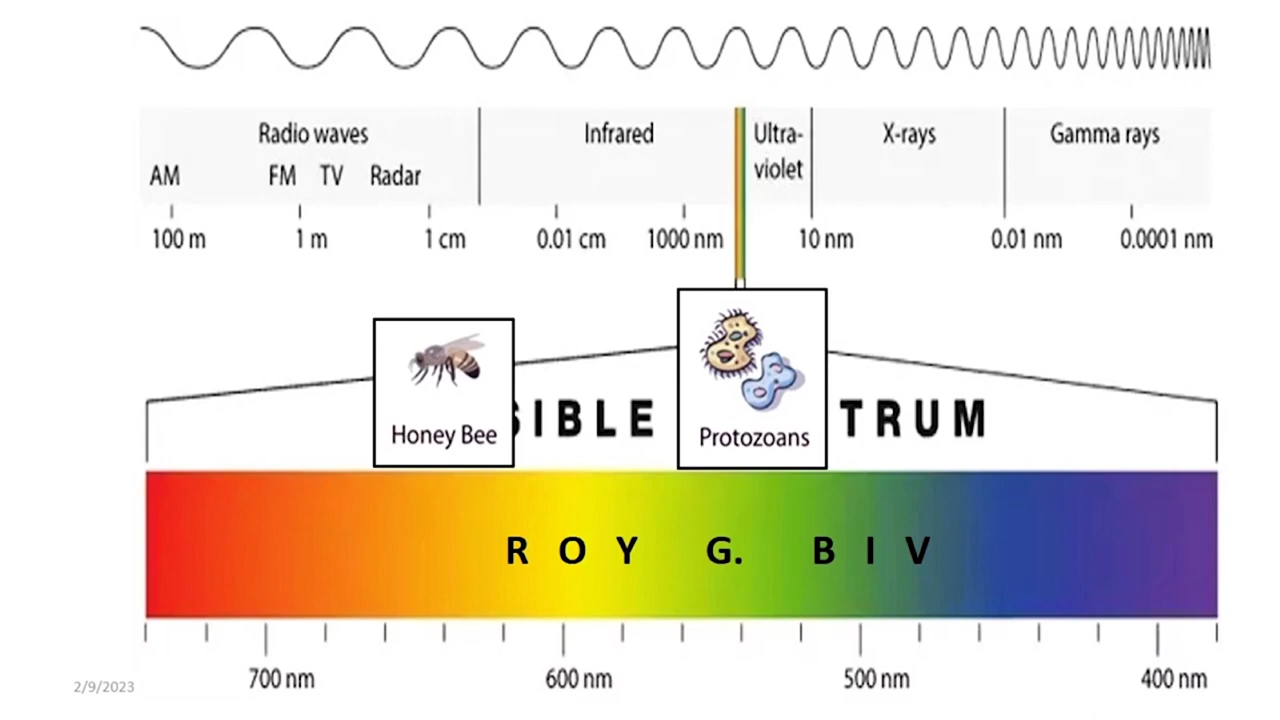 Radio waves Infrared Ultra- X-rays Gamma rays
AM FM TV Radar violet
100 m 1 m 1 cm 0.01 cm 1000 nm 10 nm 0.01 nm 0.0001 nm
Honey Bee SIBLE Protozoans TRUM
R O Y G. B I V
700 nm 600 nm 500 nm 400 nm
2/9/2023